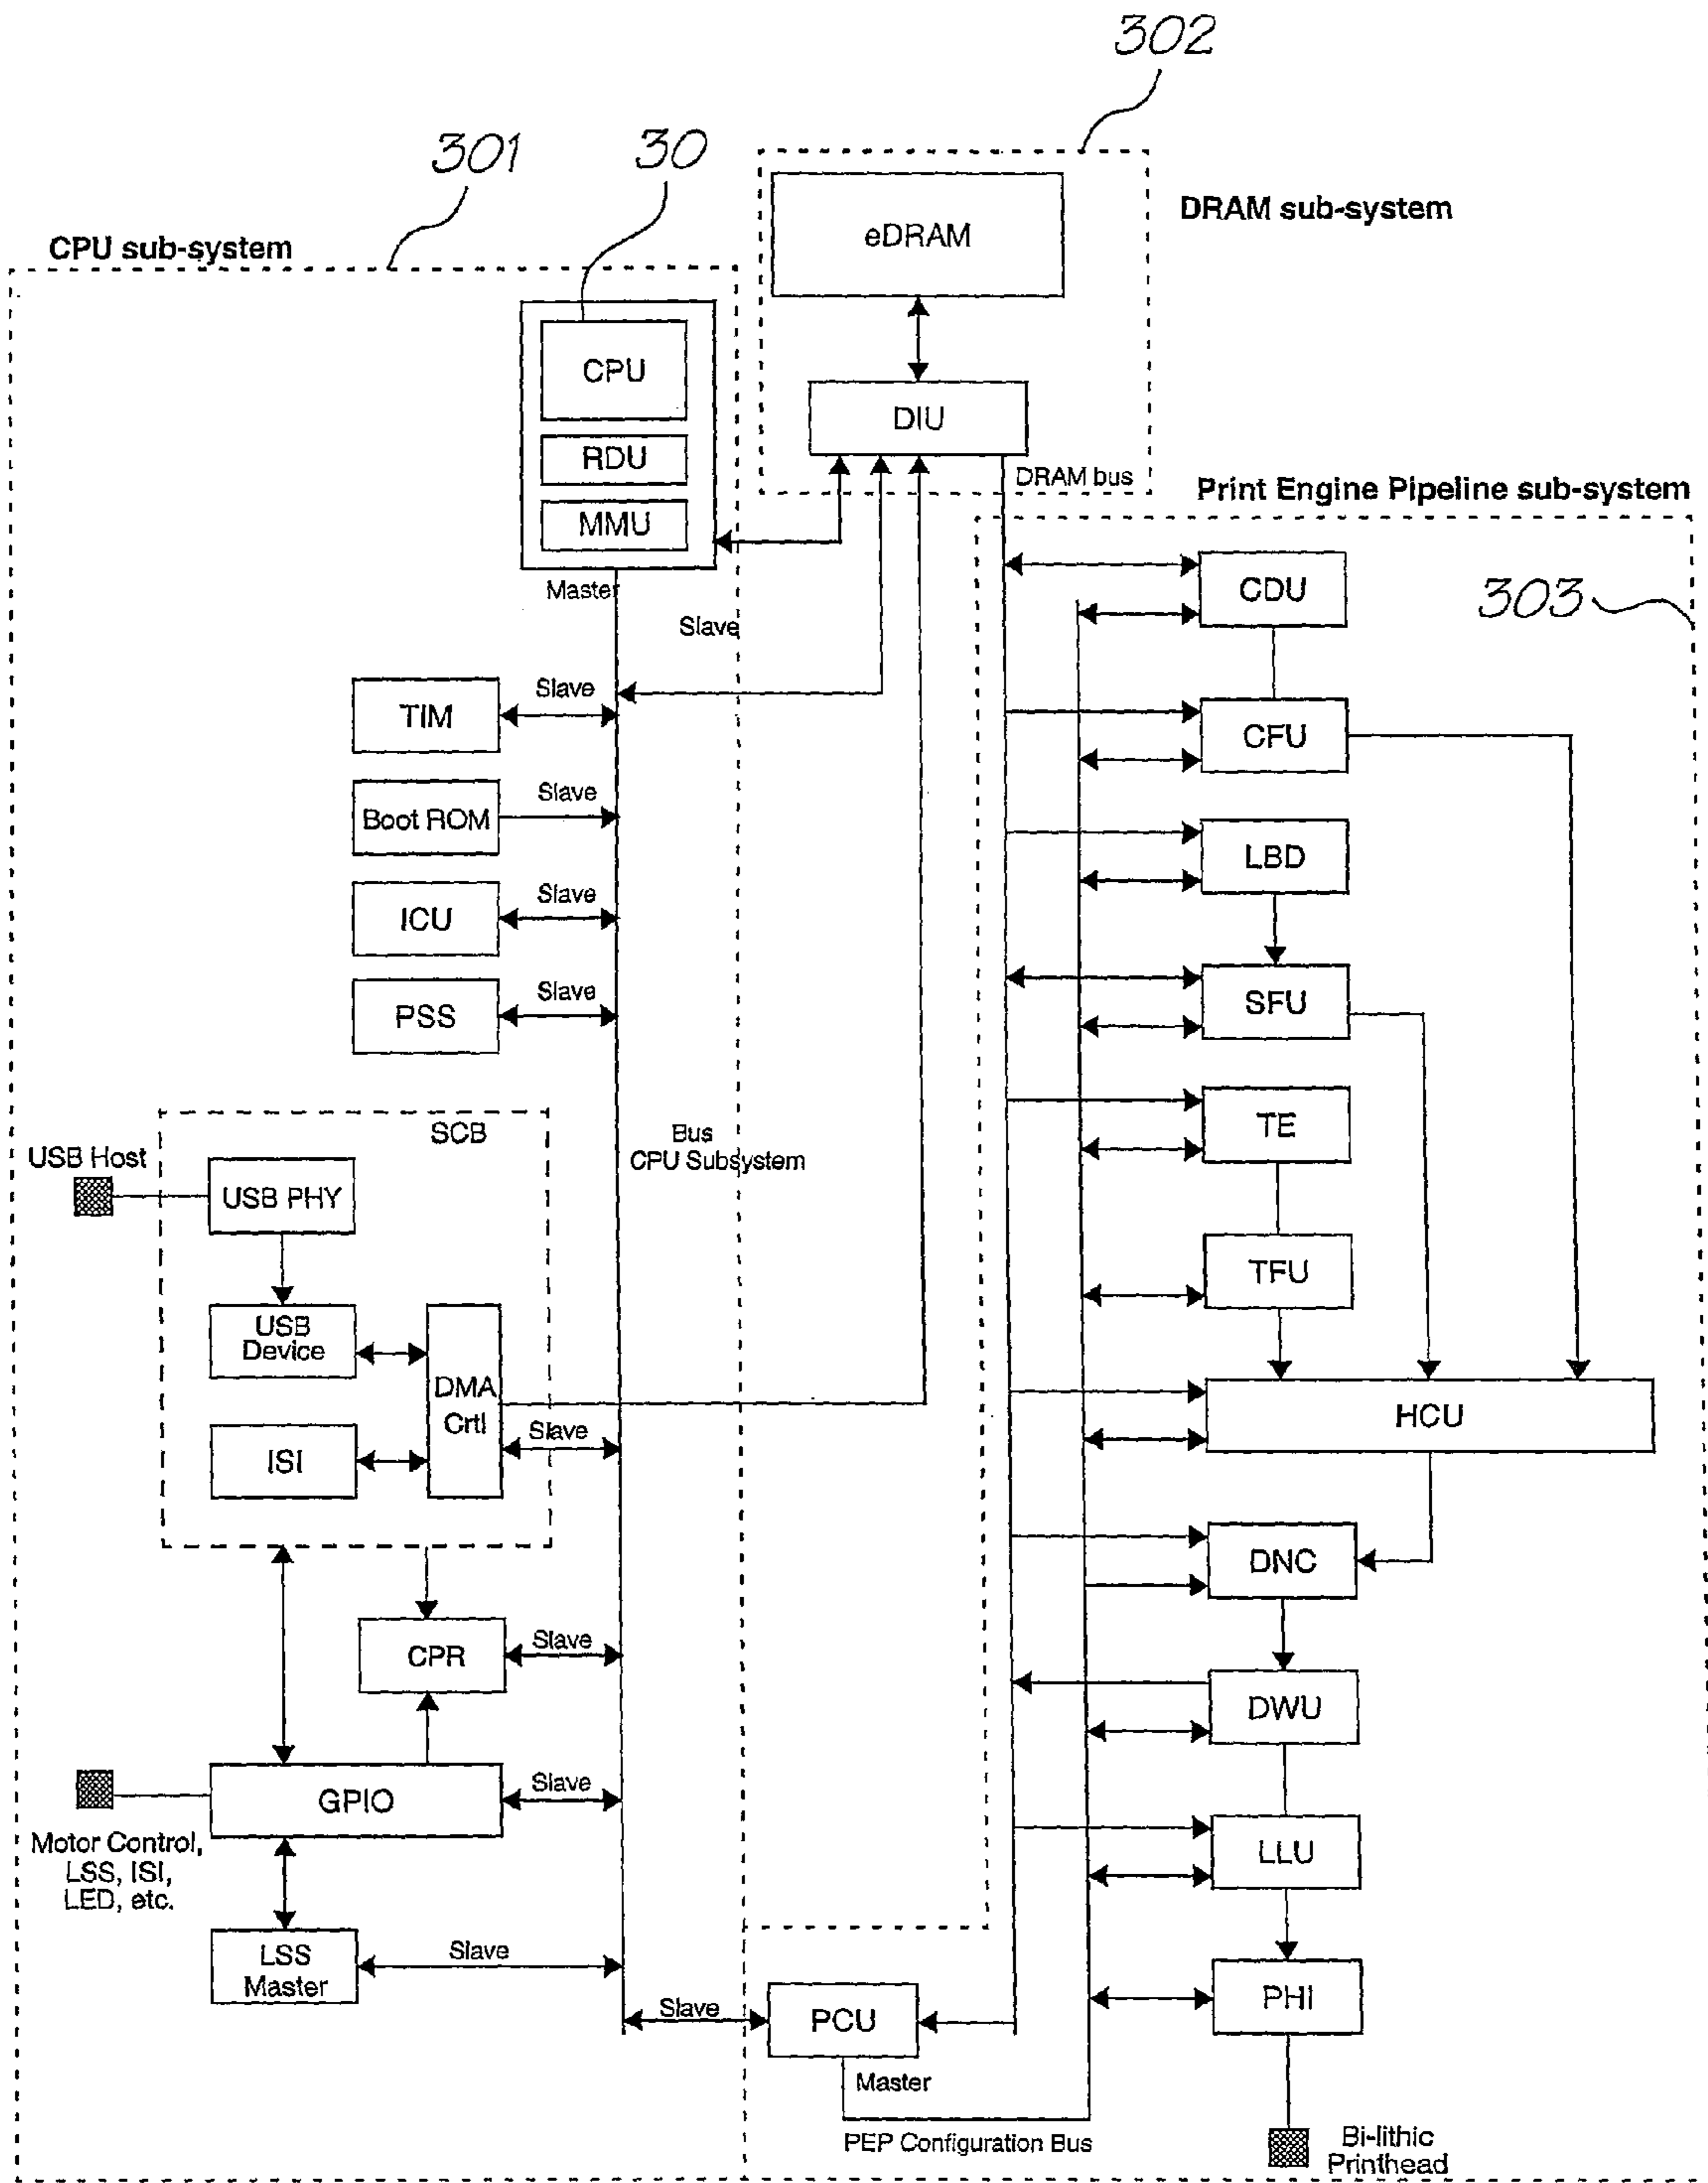 302
301
30
DRAM sub-system
CPU sub-system
eDRAM
CPU
DIU
RDU
MMU
DRAM bus
Print Engine Pipeline sub-system
Master
Slave
CDU
303
TIM
Slave
CFU
Boot ROM
Slave
LBD
ICU
Slave
PSS
Slave
SFU
SCB
TE
Bus
CPU Subsystem
USB Host
USB PHY
TFU
USB
Device
DMA
Crtl
Slave
HCU
ISI
DNC
CPR
Slave
DWU
GPIO
Slave
Motor Control,
LSS, ISI,
LED, etc.
LLU
LSS
Master
Slave
Slave
PCU
PHI
Master
PEP Configuration Bus
Bi-lithic
Printhead